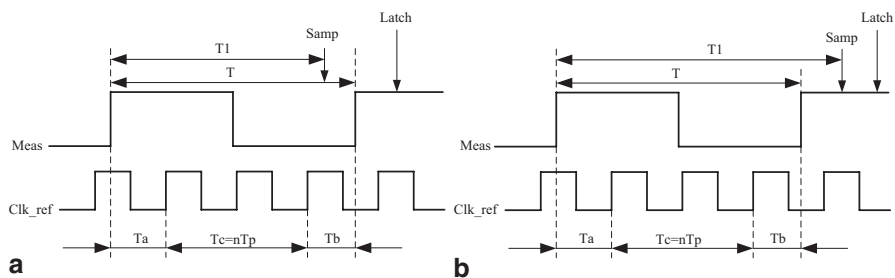 Latch
Samp
T1
T
Meas
Clk_ref
Ta
Tc=nTp
Tb
a
Latch
Samp
T1
T
Meas
Clk_ref
Ta
Tc=nTp
Tb
b